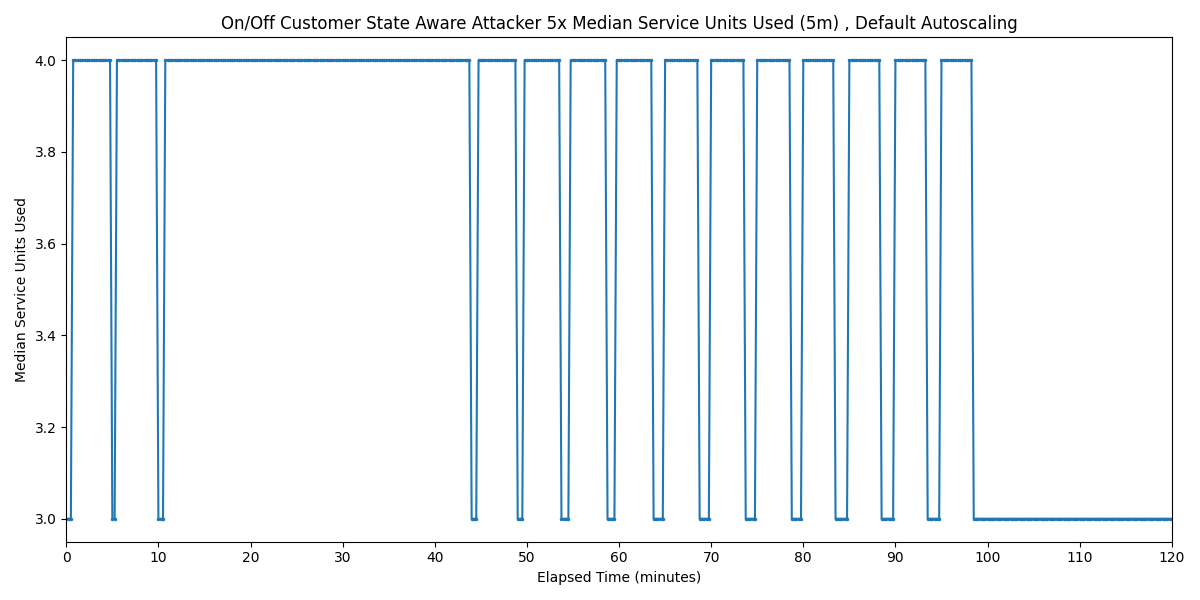 On/Off Customer State Aware Attacker 5x Median Service Units Used (5m) , Default Autoscaling
4.0
3.8
3.6
3.4
3.2
3.0
Median Service Units Used
0 10 20 30 40 50 60 70 80 90 100 110 120
Elapsed Time (minutes)